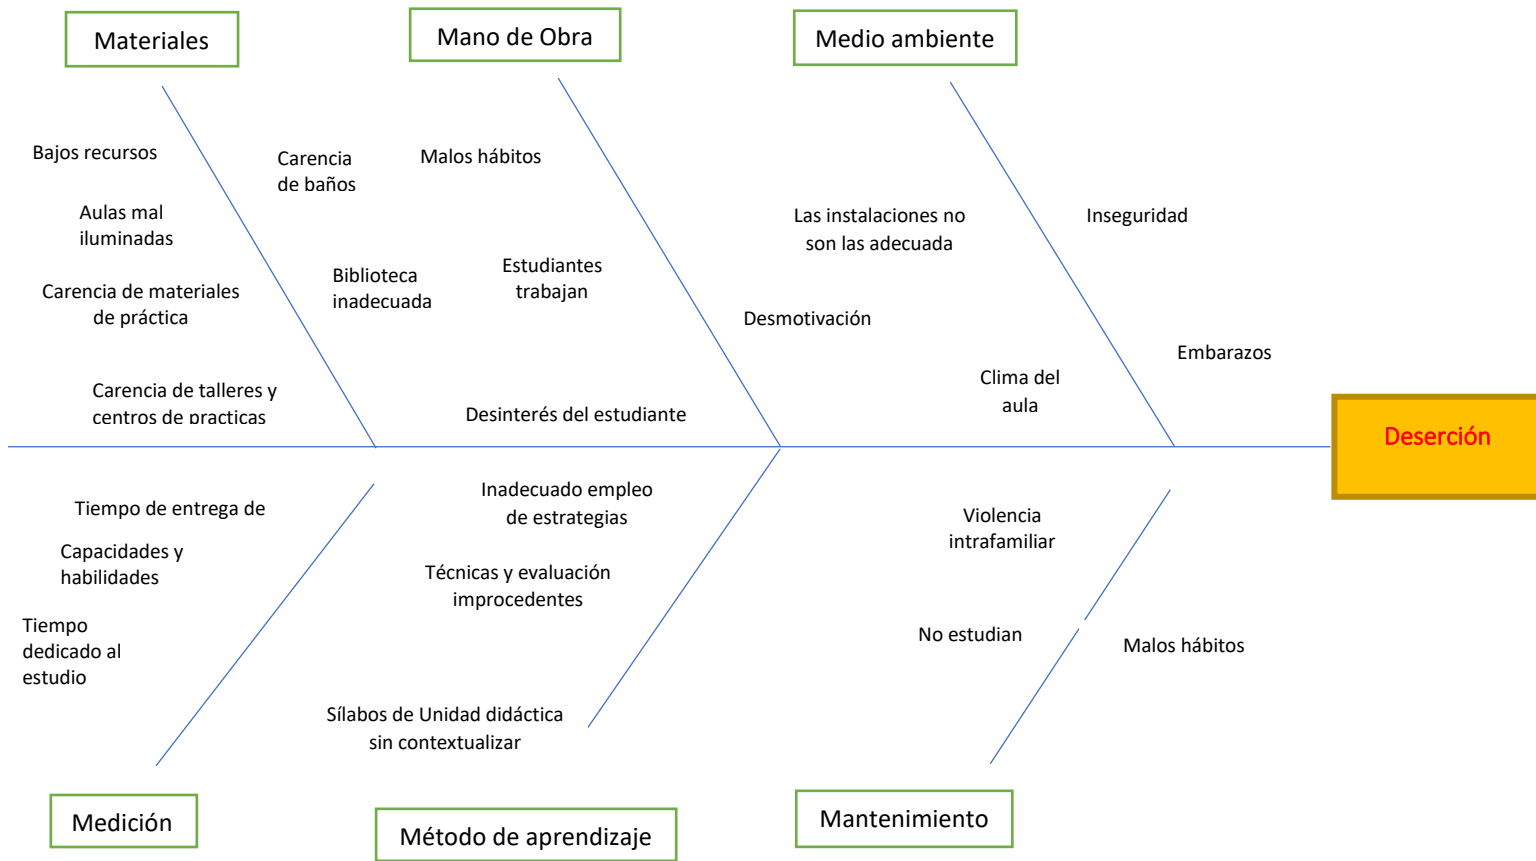 Materiales
Mano de Obra
Medio ambiente
Bajos recursos
Carencia
de baños
Malos hábitos
Aulas mal
iluminadas
Las instalaciones no
son las adecuada
Inseguridad
Biblioteca
inadecuada
Estudiantes
trabajan
Carencia de materiales
de práctica
Desmotivación
Embarazos
Clima del
aula
Carencia de talleres y
centros de practicas
Desinterés del estudiante
Deserción
Tiempo de entrega de
Inadecuado empleo
de estrategias
Violencia
intrafamiliar
Capacidades y
habilidades
Técnicas y evaluación
improcedentes
Tiempo
dedicado al
estudio
No estudian
Malos hábitos
Sílabos de Unidad didáctica
sin contextualizar
Medición
Método de aprendizaje
Mantenimiento